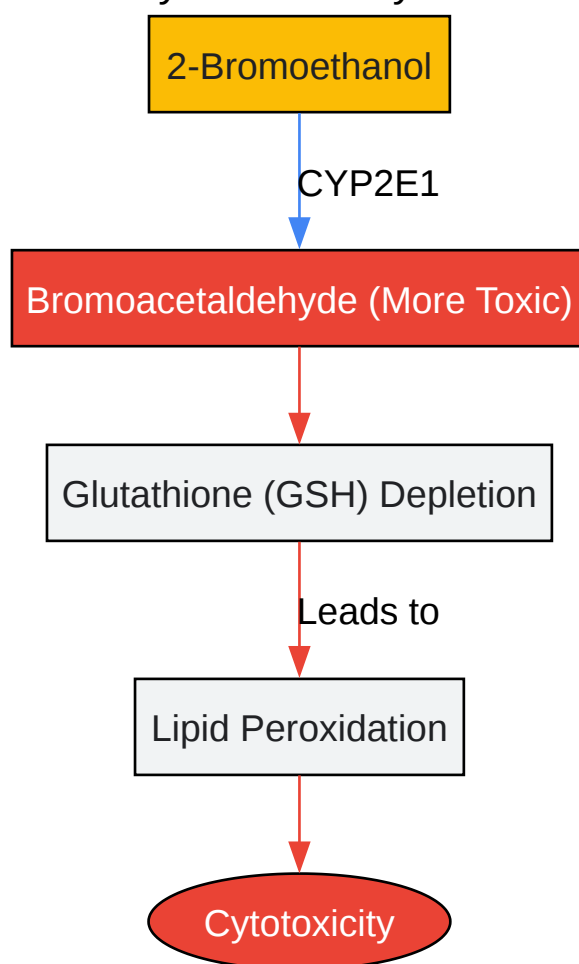 2-Bromoethanol
CYP2E1
Bromoacetaldehyde (More Toxic)
Glutathione (GSH) Depletion
Leads to
Lipid Peroxidation
Cytotoxicity